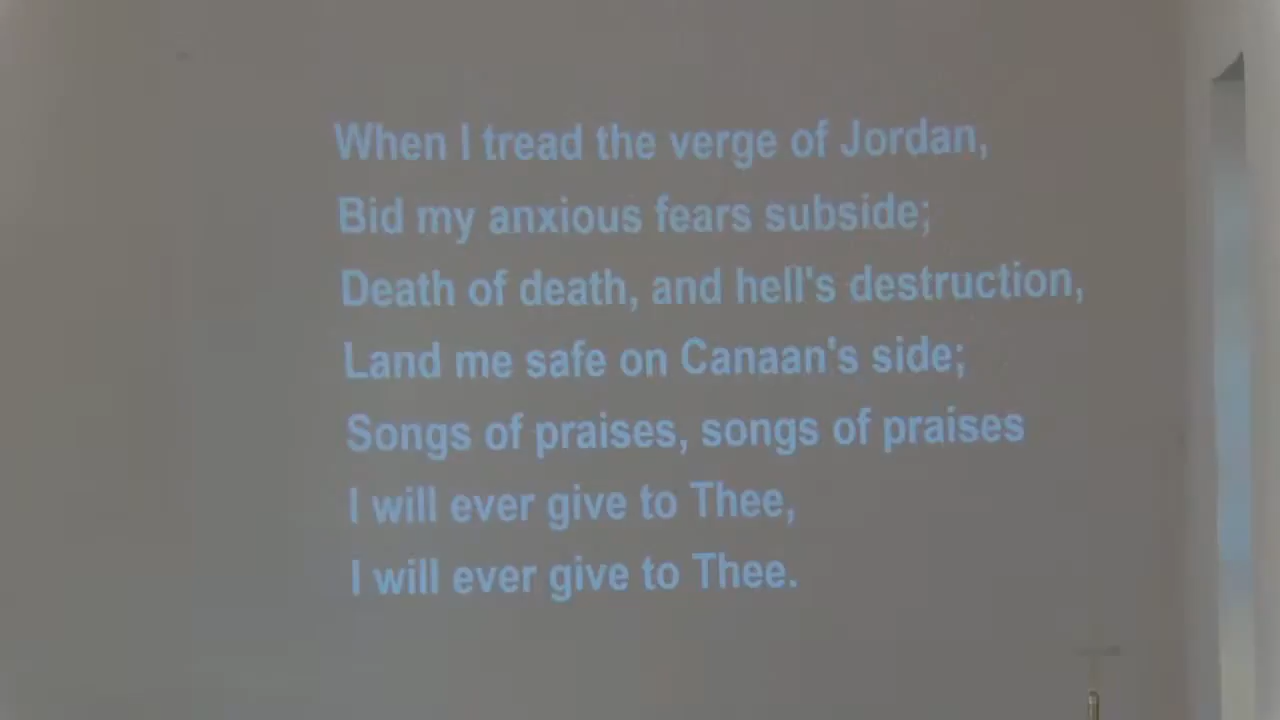 When I tread the verge of Jordan,
Bid my anxious fears subside;
Death of death, and hell's destruction,
Land me safe on Canaan's side;
Songs of praises, songs of praises
I will ever give to Thee,
I will ever give to Thee.